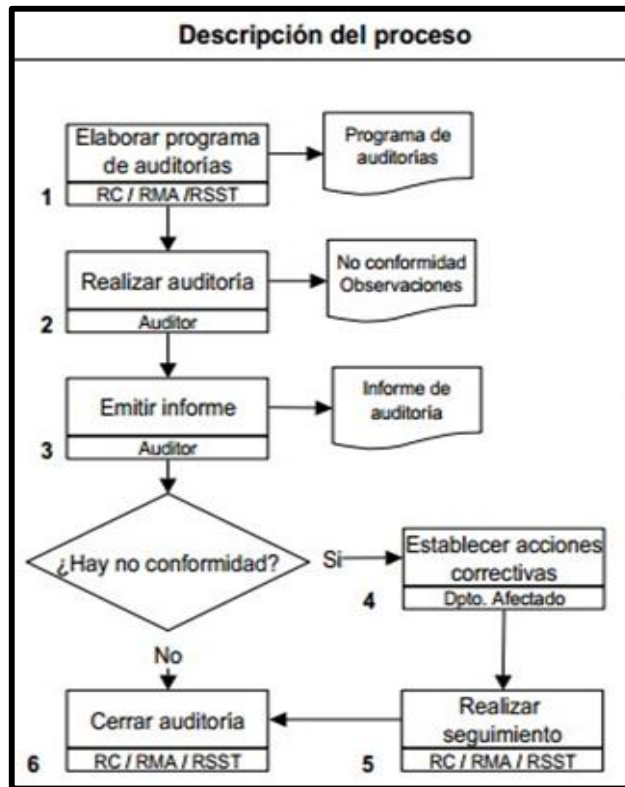 Descripción del proceso
Elaborar programa
de auditorías
1
RC / RMA /RSST
Programa de
auditorías
Realizar auditoría
2
Auditor
No conformidad
Observaciones
Emitir informe
3
Auditor
Informe de
auditoría
¿Hay no conformidad?
Si
Establecer acciones
correctivas
4
Dpto. Afectado
No
Realizar
seguimiento
5
RC / RMA / RSST
Cerrar auditoría
6
RC / RMA / RSST